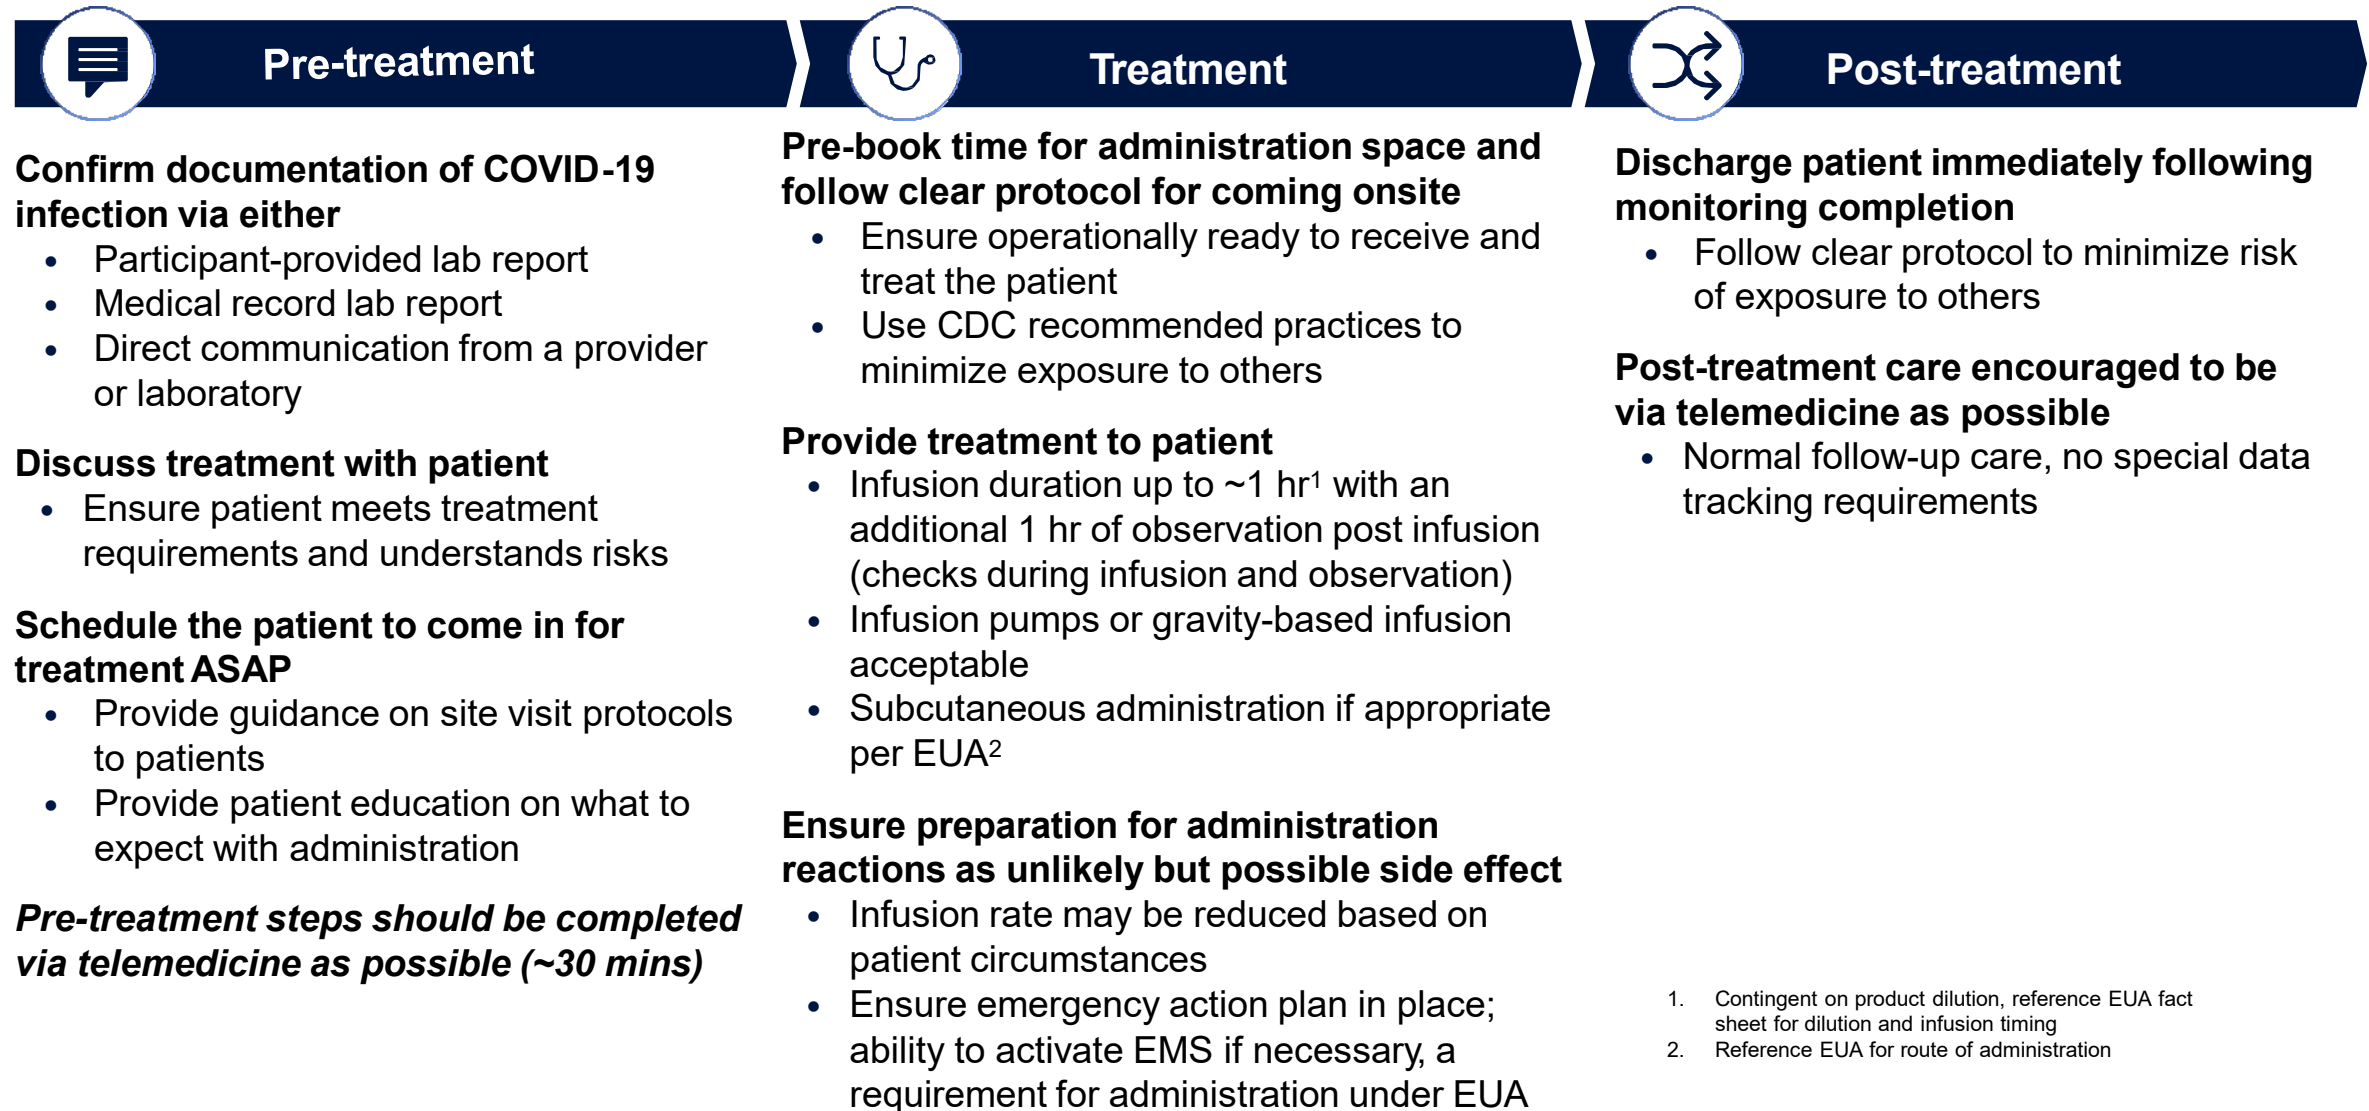 Pre-treatment
Confirm documentation of COVID-19
infection via either
• Participant-provided lab report
• Medical record lab report
• Direct communication from a provider
or laboratory
Discuss treatment with patient
• Ensure patient meets treatment
requirements and understands risks
Schedule the patient to come in for
treatment ASAP
• Provide guidance on site visit protocols
to patients
• Provide patient education on what to
expect with administration
Pre-treatment steps should be completed
via telemedicine as possible (~30 mins)
Treatment
Pre-book time for administration space and
follow clear protocol for coming onsite
• Ensure operationally ready to receive and
treat the patient
• Use CDC recommended practices to
minimize exposure to others
Provide treatment to patient
• Infusion duration up to ~1 hr¹ with an
additional 1 hr of observation post infusion
(checks during infusion and observation)
• Infusion pumps or gravity-based infusion
acceptable
• Subcutaneous administration if appropriate
per EUA²
Ensure preparation for administration
reactions as unlikely but possible side effect
• Infusion rate may be reduced based on
patient circumstances
• Ensure emergency action plan in place;
ability to activate EMS if necessary, a
requirement for administration under EUA
Post-treatment
Discharge patient immediately following
monitoring completion
• Follow clear protocol to minimize risk
of exposure to others
Post-treatment care encouraged to be
via telemedicine as possible
• Normal follow-up care, no special data
tracking requirements
1. Contingent on product dilution, reference EUA fact
sheet for dilution and infusion timing
2. Reference EUA for route of administration